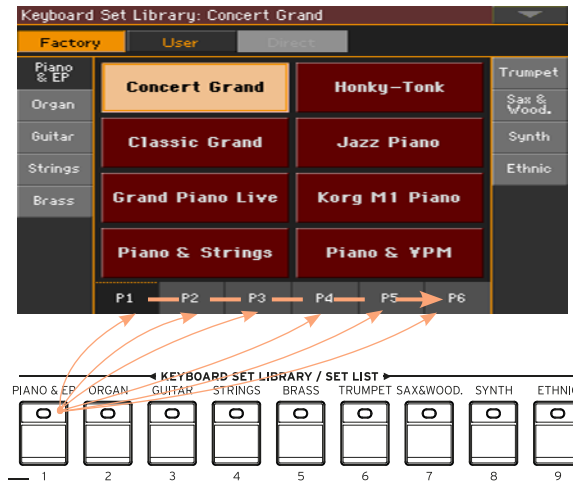 Keyboard Set Library: Concert Grand
Factory User Direct
Piano & EP
Organ
Guitar
Strings
Brass
Concert Grand Honky-Tonk
Classic Grand Jazz Piano
Grand Piano Live Korg M1 Piano
Piano & Strings Piano & ¥PM
Trumpet
Sax & Wood.
Synth
Ethnic
P1 P2 P3 P4 P5 P6
KEYBOARD SET LIBRARY / SET LIST
PIANO & EP ORGAN GUITAR STRINGS BRASS TRUMPET SAX&WOOD. SYNTH ETHNI
1 2 3 4 5 6 7 8 9